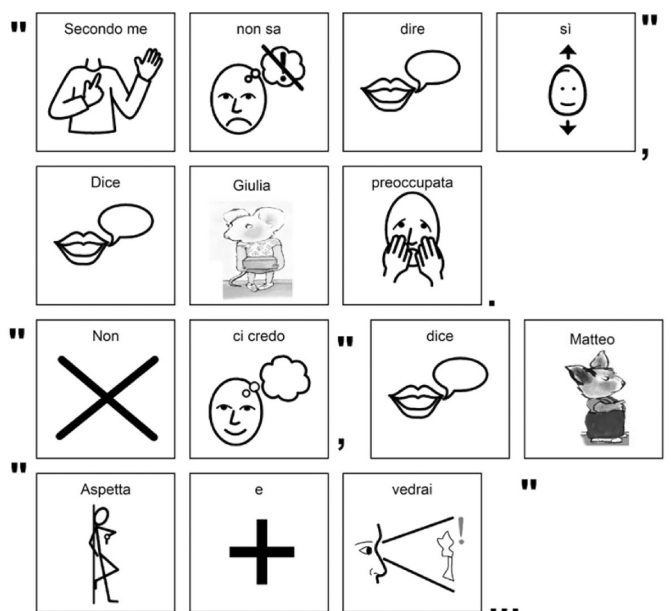 " Secondo me non sa dire sì " ,
Dice Giulia preoccupata .
" Non ci credo " , dice Matteo
" Aspetta e vedrai " ...